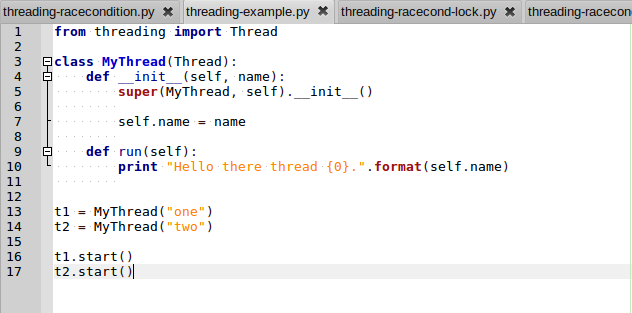 threading-racecondition.py threading-example.py threading-racecond-lock.py threading-racecon
1 from threading import Thread
2
3 class MyThread(Thread):
4     def __init__(self, name):
5         super(MyThread, self).__init__()
6
7         self.name = name
8
9     def run(self):
10         print "Hello there thread {0}.".format(self.name)
11
12
13 t1 = MyThread("one")
14 t2 = MyThread("two")
15
16 t1.start()
17 t2.start()